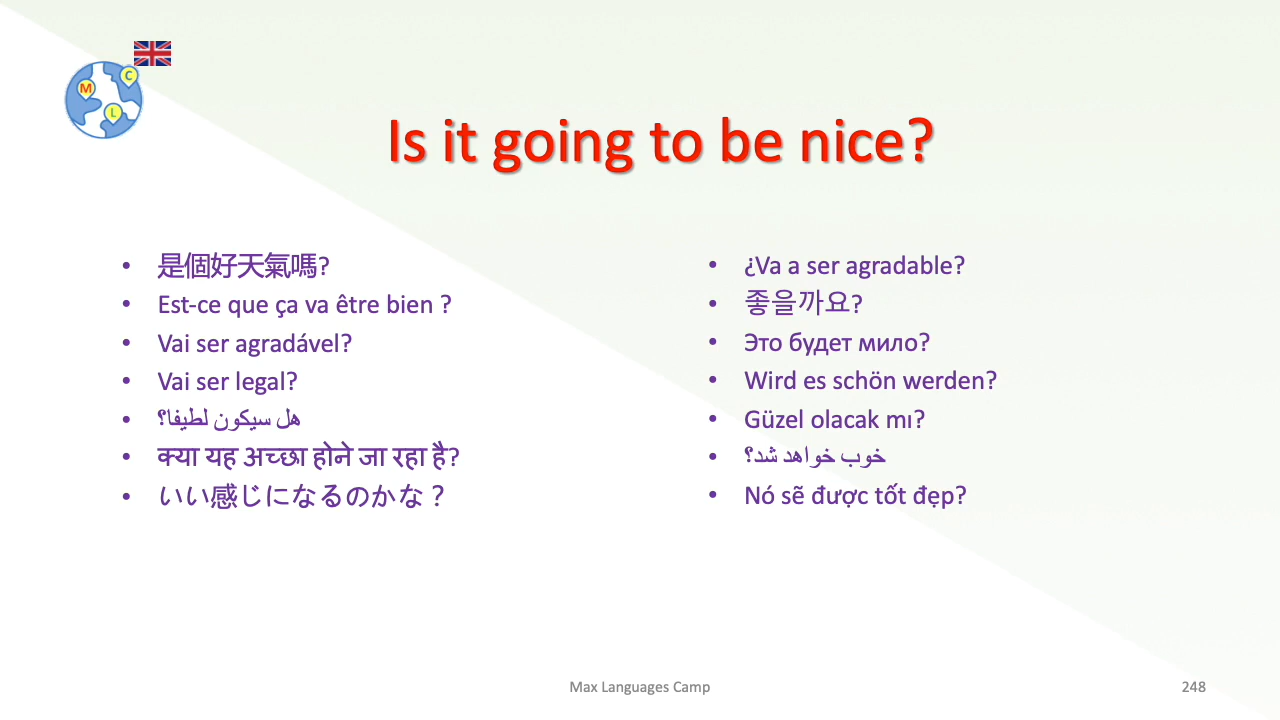 C
M
L
Is it going to be nice?
• 是個好天氣嗎?
• Est-ce que ça va être bien ?
• Vai ser agradável?
• Vai ser legal?
• هل سيكون لطيفا؟
• क्या यह अच्छा होने जा रहा है?
• いい感じになるのかな？
• ¿Va a ser agradable?
• 좋을까요?
• Это будет мило?
• Wird es schön werden?
• Güzel olacak mı?
• خوب خواهد شد؟
• Nó sẽ được tốt đẹp?
Max Languages Camp
248